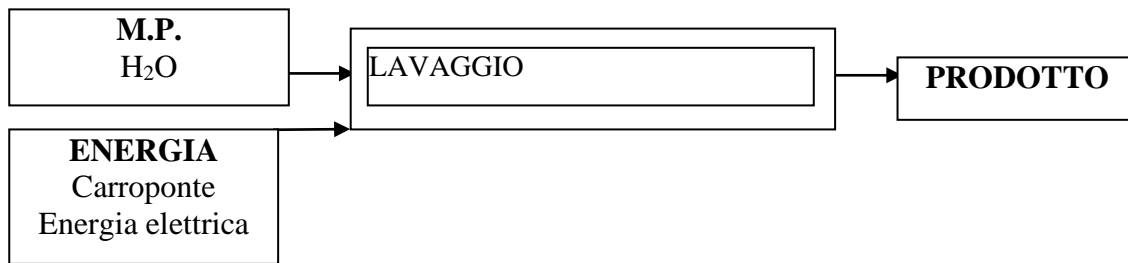 M.P.
H₂O
LAVAGGIO
PRODOTTO
ENERGIA
Carroponte
Energia elettrica